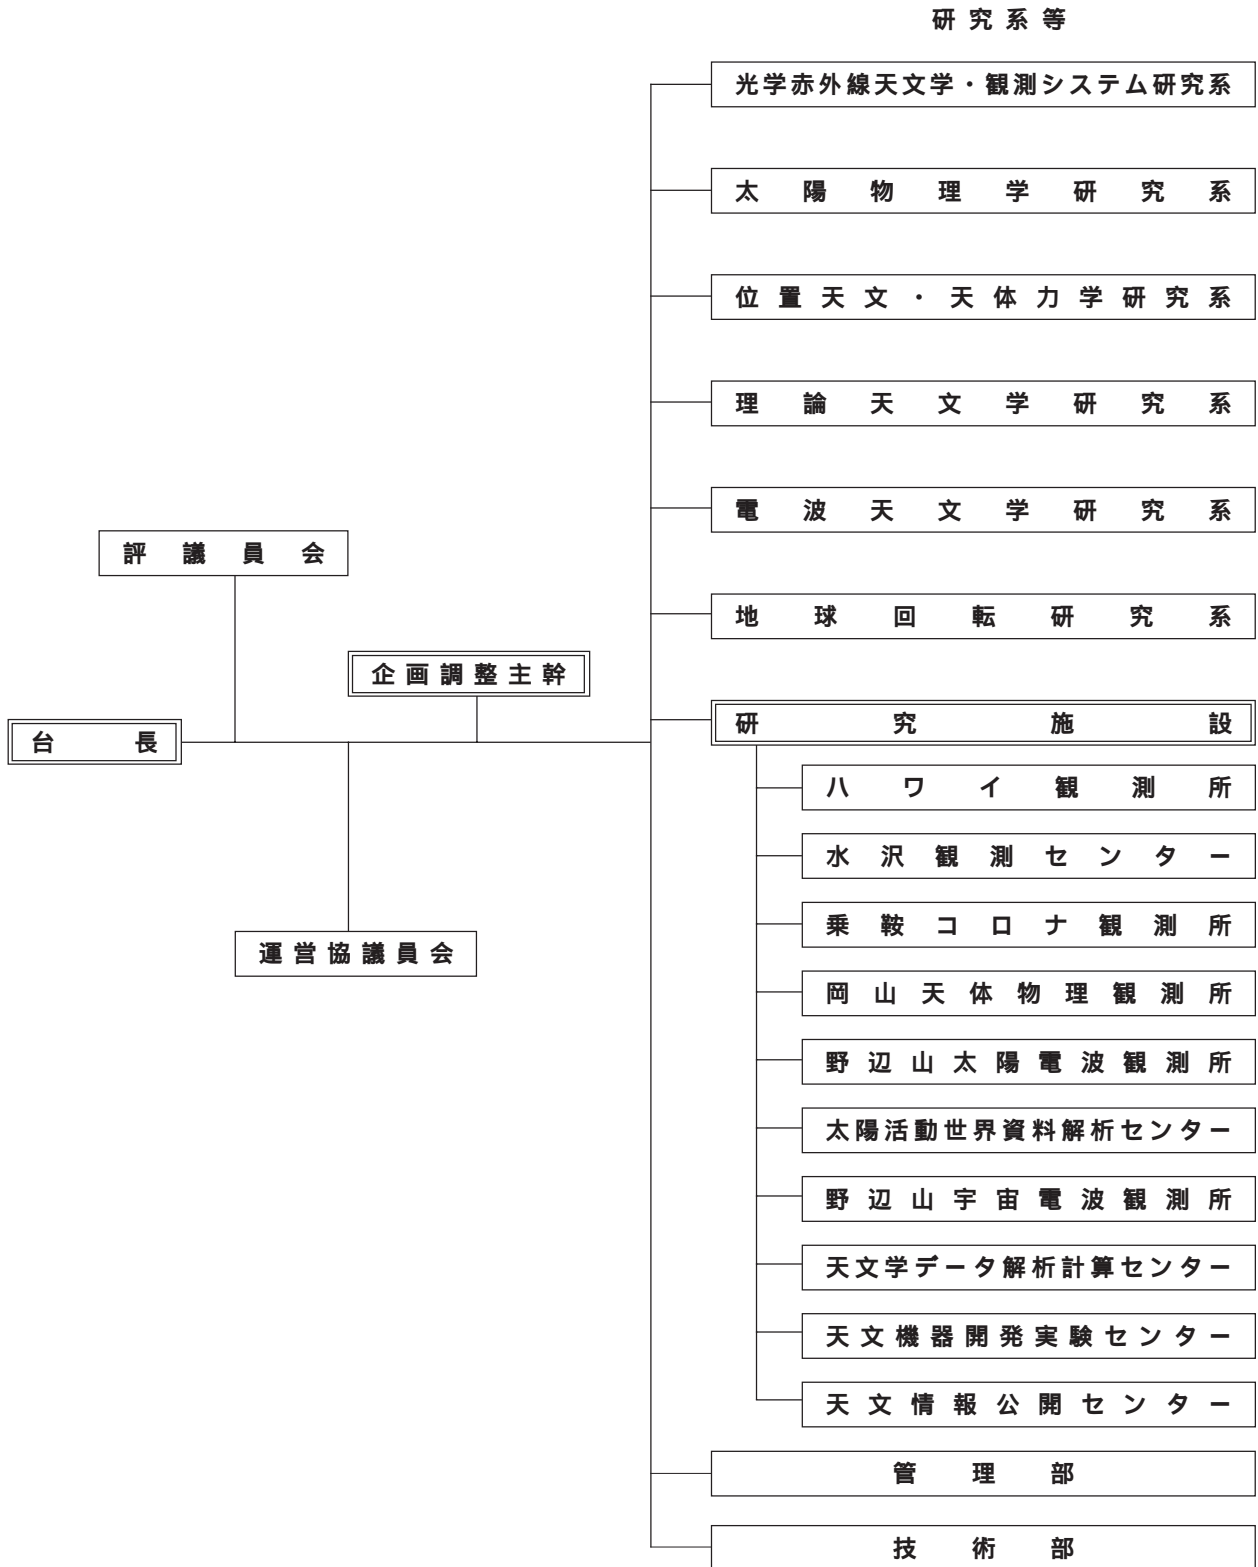 研究系等
光学赤外線天文学・観測システム研究系
太陽物理学研究系
位置天文・天体力学研究系
理論天文学研究系
電波天文学研究系
評議員会
地球回転研究系
企画調整主幹
台長
研究施設
ハワイ観測所
水沢観測センター
乗鞍コロナ観測所
運営協議員会
岡山天体物理観測所
野辺山太陽電波観測所
太陽活動世界資料解析センター
野辺山宇宙電波観測所
天文学データ解析計算センター
天文機器開発実験センター
天文情報公開センター
管理部
技術部